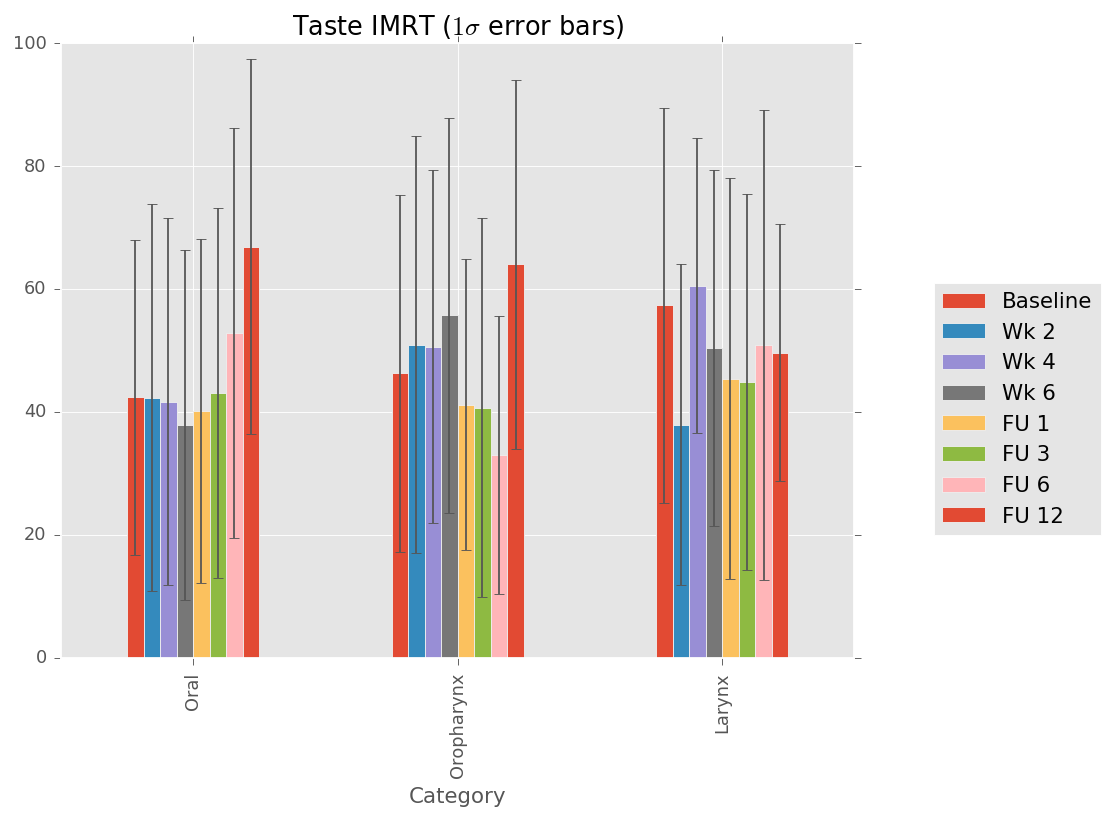 Taste IMRT (1σ error bars)
100
80
60
40
20
0
Oral
Oropharynx
Larynx
Category
Baseline
Wk 2
Wk 4
Wk 6
FU 1
FU 3
FU 6
FU 12